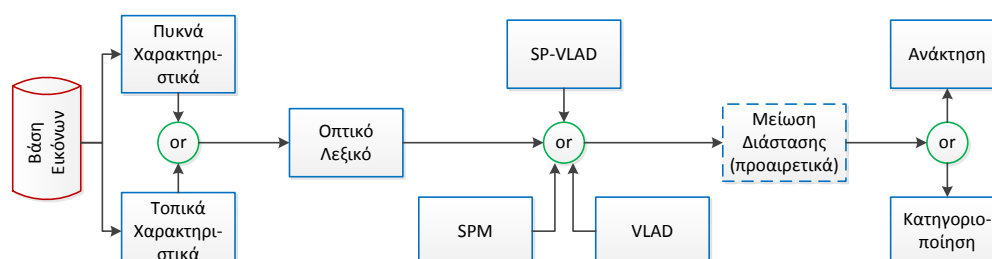 Βάση
Εικόνων
Πυκνά
Χαρακτηρι-
στικά
or
Τοπικά
Χαρακτηρι-
στικά
Οπτικό
Λεξικό
SP-VLAD
or
SPM
VLAD
Μείωση
Διάστασης
(προαιρετικά)
Ανάκτηση
or
Κατηγοριο-
ποίηση